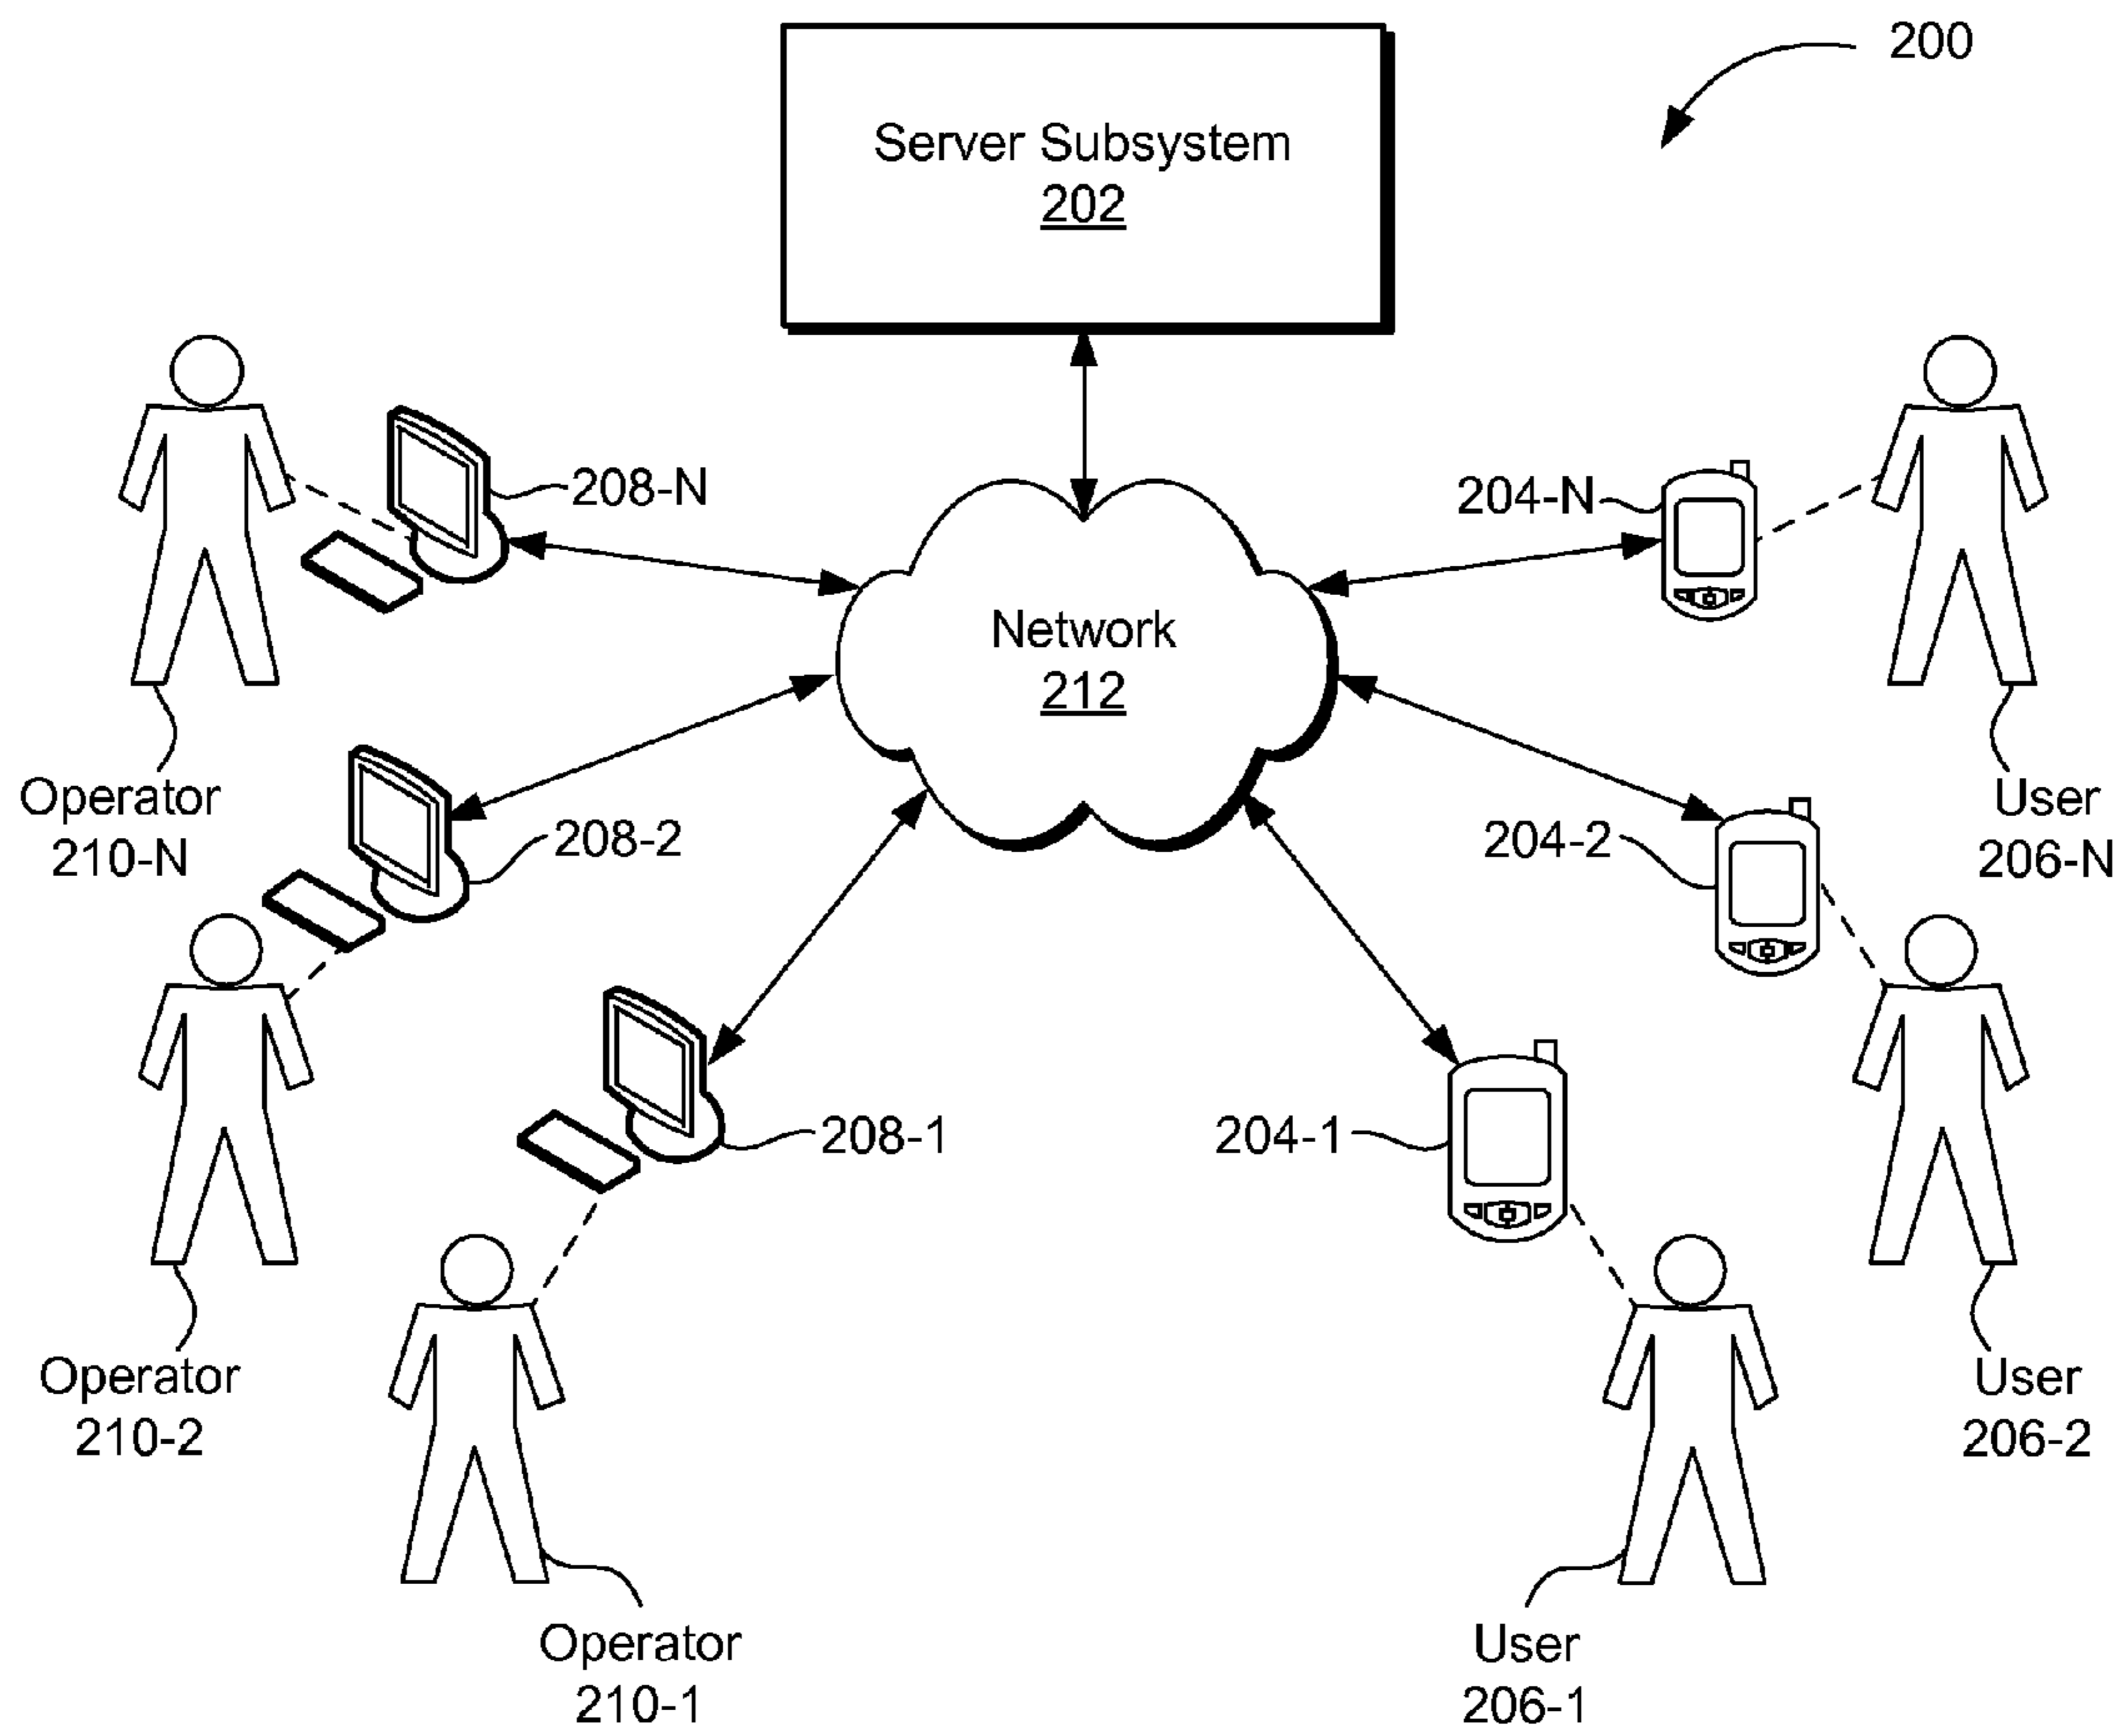 200
Server Subsystem
202
208-N
204-N
Network
212
Operator
210-N
User
206-N
208-2
204-2
208-1
204-1
Operator
210-2
User
206-2
Operator
210-1
User
206-1